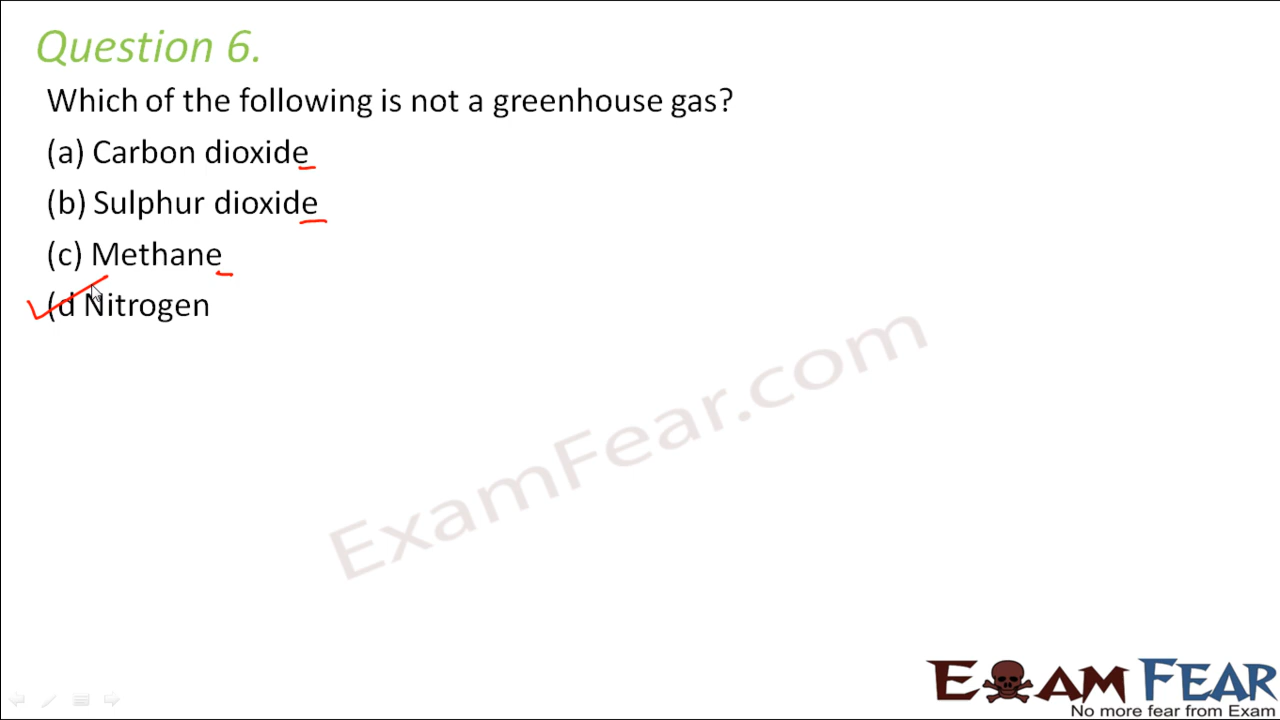 Question 6.
Which of the following is not a greenhouse gas?
(a) Carbon dioxide
(b) Sulphur dioxide
(c) Methane
(d Nitrogen
ExamFear.com
EXAM FEAR
No more fear from Exam